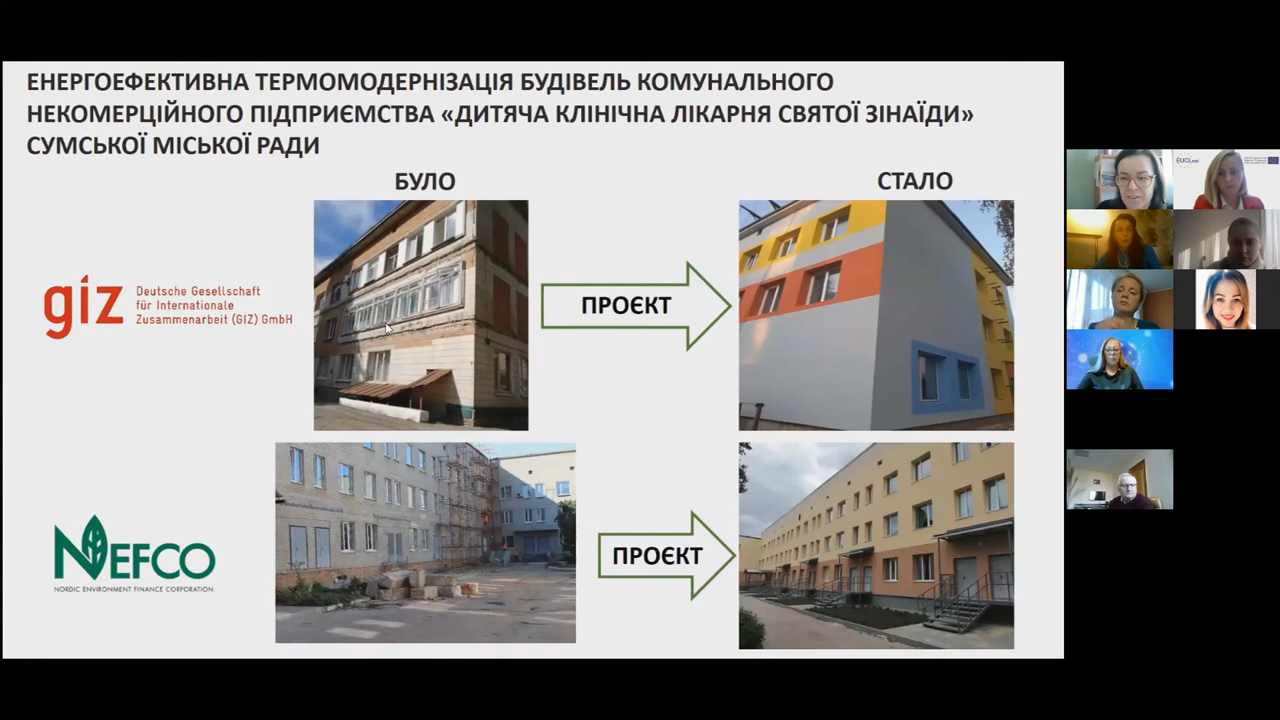 ЕНЕРГОЕФЕКТИВНА ТЕРМОМОДЕРНІЗАЦІЯ БУДІВЕЛЬ КОМУНАЛЬНОГО
НЕКОМЕРЦІЙНОГО ПІДПРИЄМСТВА «ДИТЯЧА КЛІНІЧНА ЛІКАРНЯ СВЯТОЇ ЗІНАЇДИ»
СУМСЬКОЇ МІСЬКОЇ РАДИ
БУЛО
СТАЛО
giz
Deutsche Gesellschaft
für Internationale
Zusammenarbeit (GIZ) GmbH
ПРОЄКТ
NEFCO
NORDIC ENVIRONMENT FINANCE CORPORATION
ПРОЄКТ